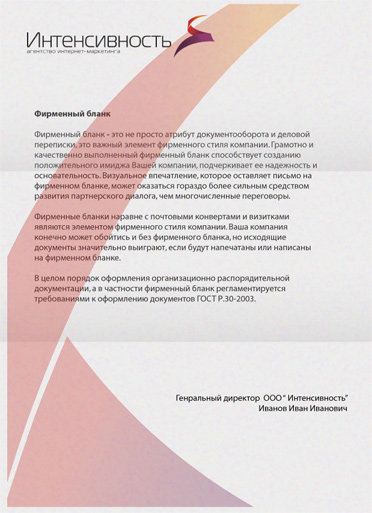 Интенсивность
агентство интернет-маркетинга
Фирменный бланк
Фирменный бланк - это не просто атрибут документооборота и деловой
переписки, это важный элемент фирменного стиля компании. Грамотно и
качественно выполненный фирменный бланк способствует созданию
положительного имиджа Вашей компании, подчеркивает ее надежность и
основательность. Визуальное впечатление, которое оставляет письмо на
фирменном бланке, может оказаться гораздо более сильным средством
развития партнерского диалога, чем многочисленные переговоры.
Фирменные бланки наравне с почтовыми конвертами и визитками
являются элементом фирменного стиля компании. Ваша компания
конечно может обойтись и без фирменного бланка, но исходящие
документы значительно выиграют, если будут напечатаны или написаны
на фирменном бланке.
В целом порядок оформления организационно распорядительной
документации, а в частности фирменный бланк регламентируется
требованиями к оформлению документов ГОСТ Р.30-2003.
Генральный директор ООО " Интенсивность"
Иванов Иван Иванович